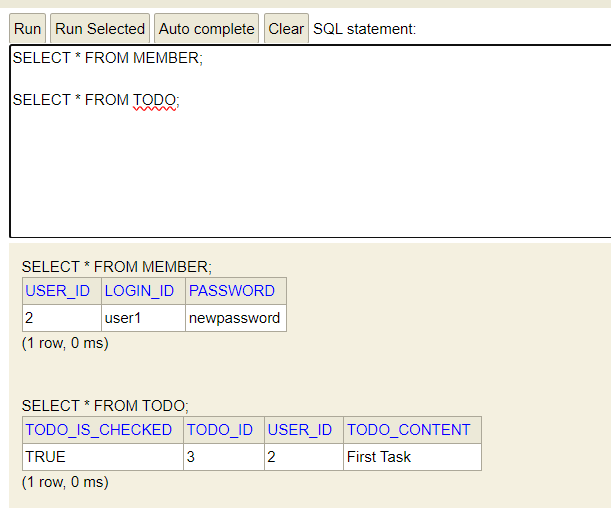 Run Run Selected Auto complete Clear SQL statement:
SELECT * FROM MEMBER;
SELECT * FROM TODO;
SELECT * FROM MEMBER;
USER_ID LOGIN_ID PASSWORD
2 user1 newpassword
(1 row, 0 ms)
SELECT * FROM TODO;
TODO_IS_CHECKED TODO_ID USER_ID TODO_CONTENT
TRUE 3 2 First Task
(1 row, 0 ms)